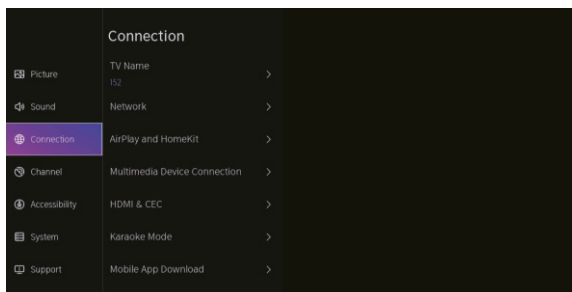 Connection
Picture
Sound
Connection
Channel
Accessibility
System
Support
TV Name
152
Network
AirPlay and HomeKit
Multimedia Device Connection
HDMI & CEC
Karaoke Mode
Mobile App Download